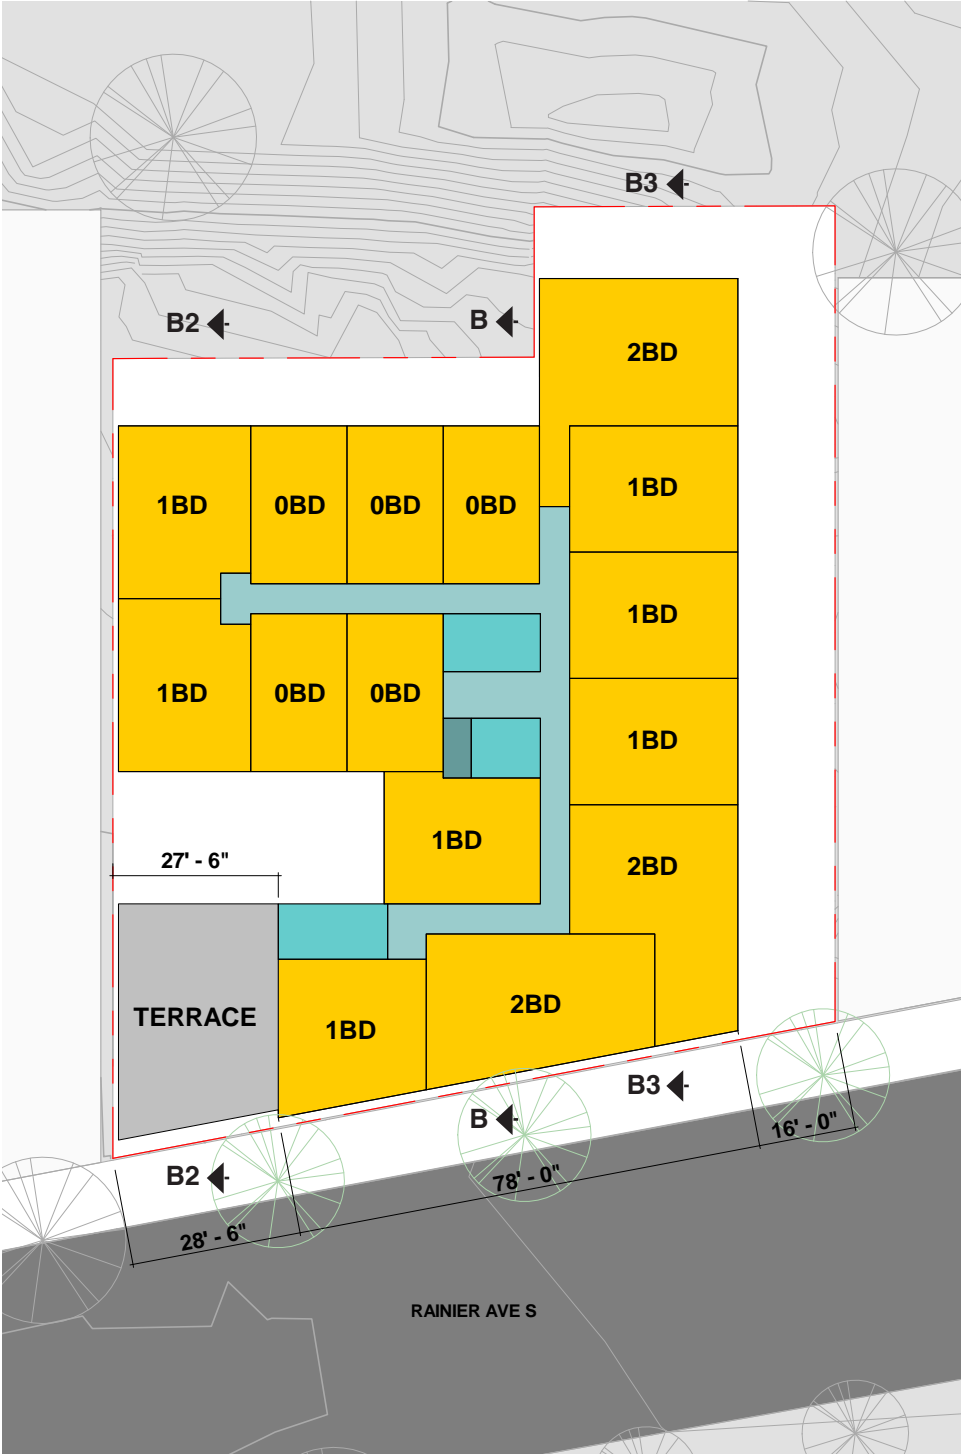 B3
B2
B
2BD
1BD
1BD
0BD
0BD
0BD
1BD
1BD
0BD
0BD
1BD
1BD
2BD
27' - 6"
TERRACE
1BD
2BD
B3
B
B2
16' - 0"
78' - 0"
28' - 6"
RAINIER AVE S